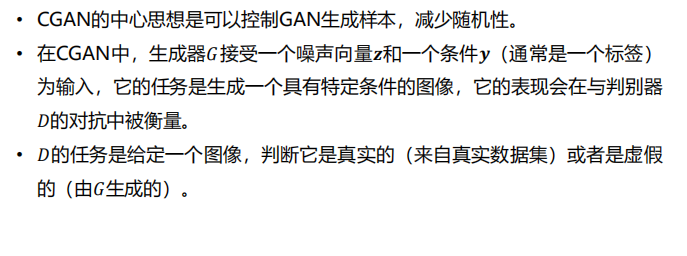 • CGAN的中心思想是可以控制GAN生成样本，减少随机性。
• 在CGAN中，生成器G接受一个噪声向量z和一个条件y（通常是一个标签）
为输入，它的任务是生成一个具有特定条件的图像，它的表现会在与判别器
D的对抗中被衡量。
• D的任务是给定一个图像，判断它是真实的（来自真实数据集）或者是虚假
的（由G生成的）。